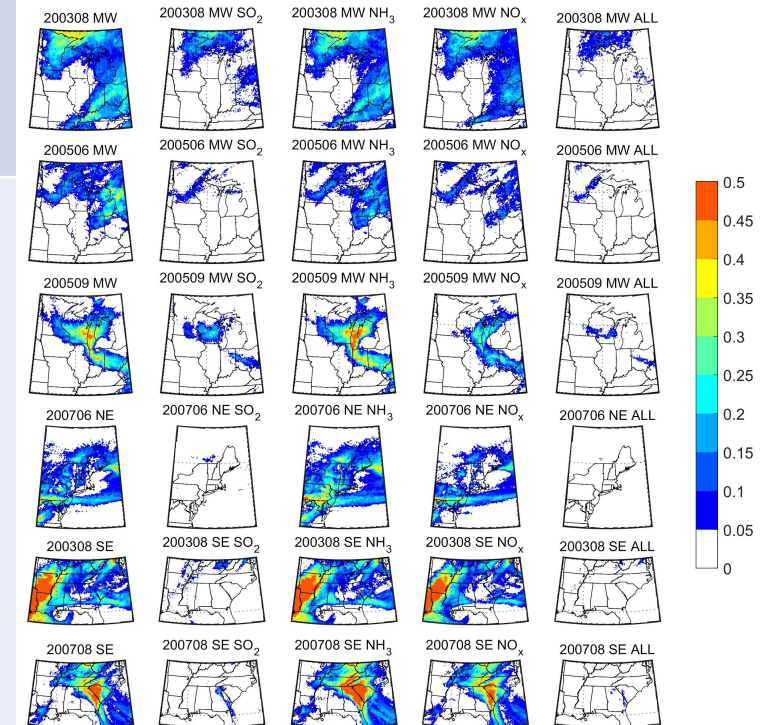 200308 MW 200308 MW SO₂ 200308 MW NH₃ 200308 MW NOₓ 200308 MW ALL
200506 MW 200506 MW SO₂ 200506 MW NH₃ 200506 MW NOₓ 200506 MW ALL
200509 MW 200509 MW SO₂ 200509 MW NH₃ 200509 MW NOₓ 200509 MW ALL
200706 NE 200706 NE SO₂ 200706 NE NH₃ 200706 NE NOₓ 200706 NE ALL
200308 SE 200308 SE SO₂ 200308 SE NH₃ 200308 SE NOₓ 200308 SE ALL
200708 SE 200708 SE SO₂ 200708 SE NH₃ 200708 SE NOₓ 200708 SE ALL
0.5
0.45
0.4
0.35
0.3
0.25
0.2
0.15
0.1
0.05
0